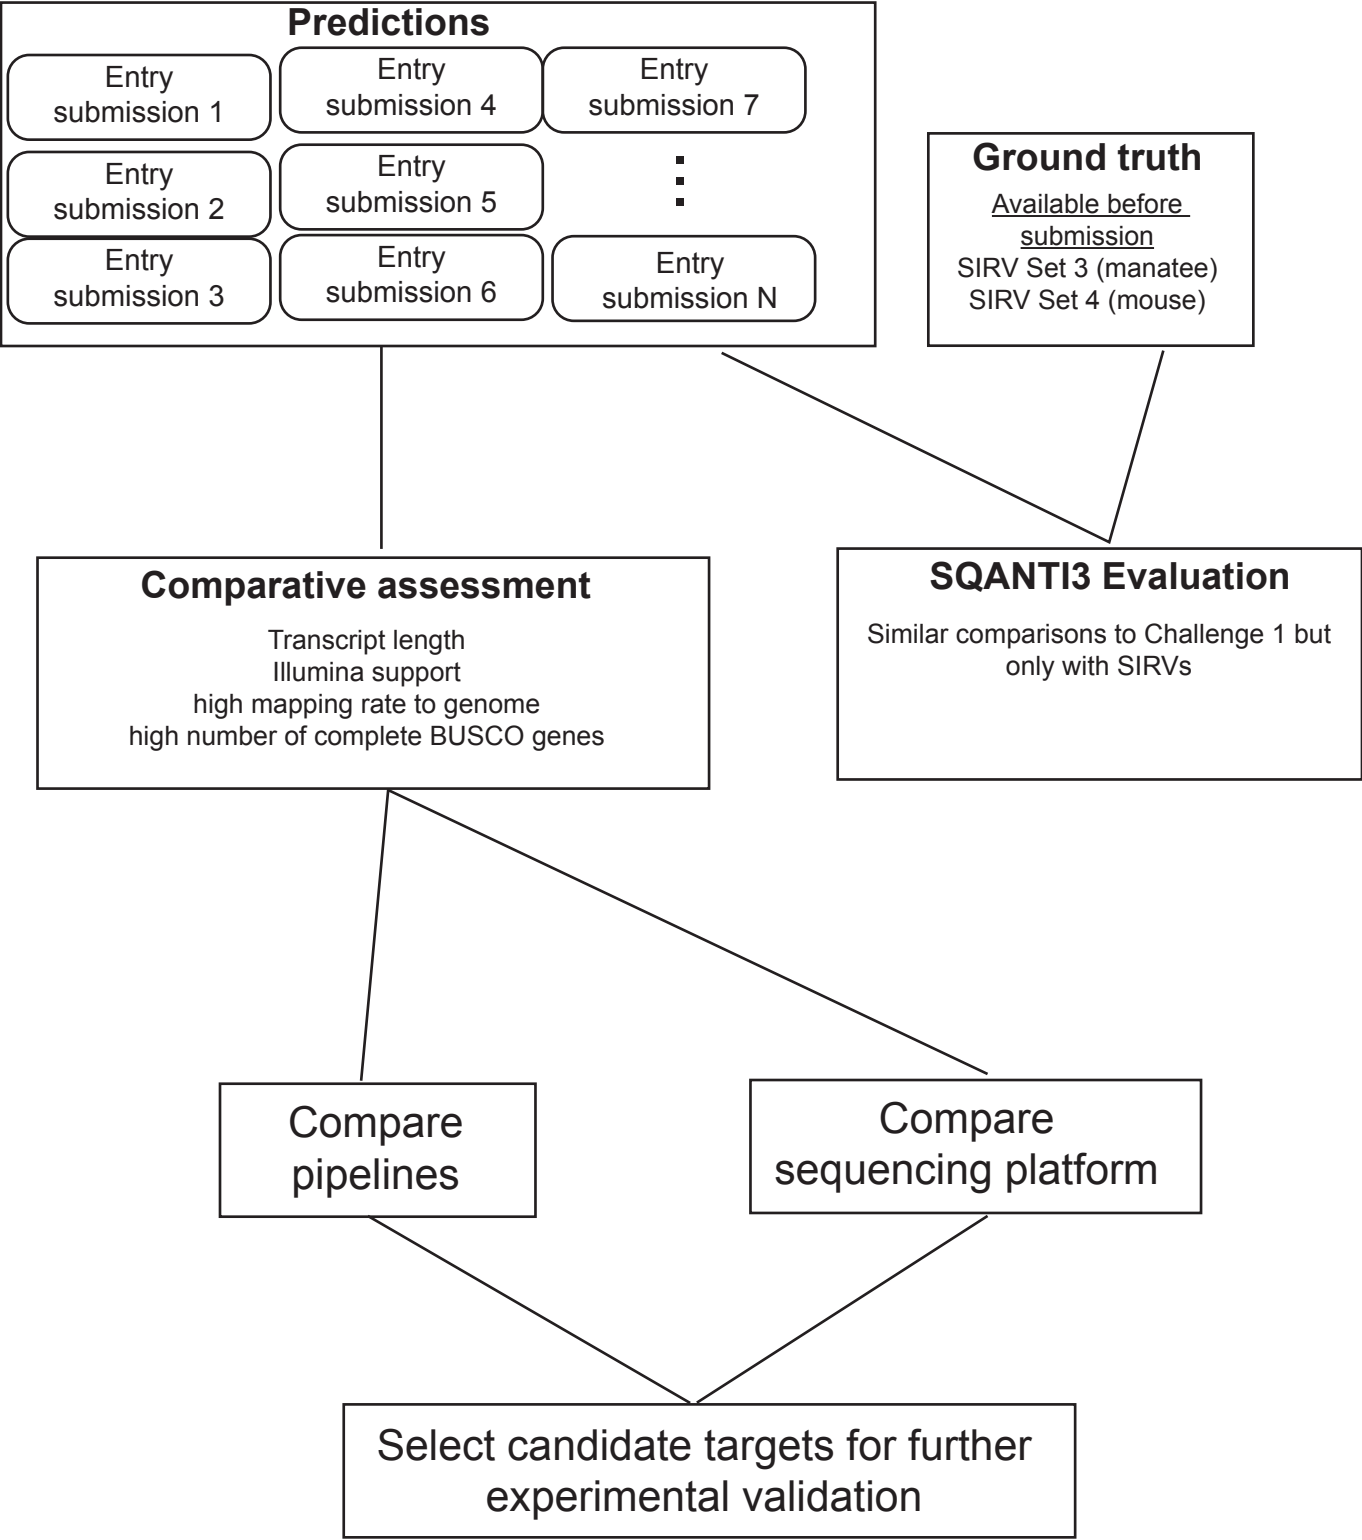 Predictions
Entry
submission 1
Entry
submission 4
Entry
submission 7
Entry
submission 2
Entry
submission 5
Entry
submission 3
Entry
submission 6
Entry
submission N
Ground truth
Available before
submission
SIRV Set 3 (manatee)
SIRV Set 4 (mouse)
Comparative assessment
Transcript length
Illumina support
high mapping rate to genome
high number of complete BUSCO genes
SQANTI3 Evaluation
Similar comparisons to Challenge 1 but
only with SIRVs
Compare
pipelines
Compare
sequencing platform
Select candidate targets for further
experimental validation